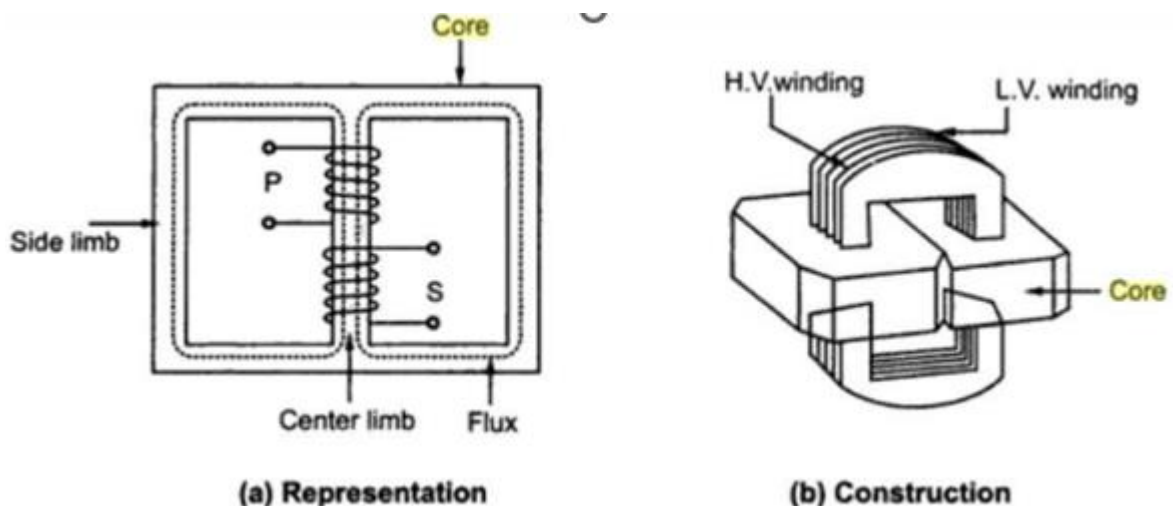 Core
P
Side limb
S
Center limb
Flux
(a) Representation
H.V.winding
L.V. winding
Core
(b) Construction